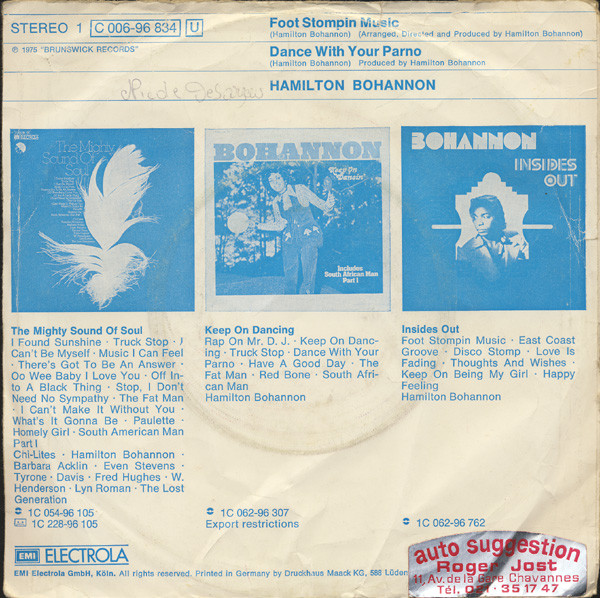 STEREO 1 C 006-96 834 U
℗ 1975 "BRUNSWICK RECORDS"
Foot Stompin Music
(Hamilton Bohannon) (Arranged, Directed and Produced by Hamilton Bohannon)
Dance With Your Parno
(Hamilton Bohannon) Produced by Hamilton Bohannon
HAMILTON BOHANNON
The Mighty
Sound Of
Soul
BOHANNON
Keep On
Dancin'
Includes
South African Man
Part I
BOHANNON
INSIDES
OUT
The Mighty Sound Of Soul
I Found Sunshine · Truck Stop · I
Can't Be Myself · Music I Can Feel
· There's Got To Be An Answer ·
Oo Wee Baby I Love You · Off In-
to A Black Thing · Stop, I Don't
Need No Sympathy · The Fat Man
· I Can't Make It Without You ·
What's It Gonna Be · Paulette ·
Homely Girl · South American Man
Part I
Chi-Lites · Hamilton Bohannon ·
Barbara Acklin · Even Stevens ·
Tyrone · Davis · Fred Hughes · W.
Henderson · Lyn Roman · The Lost
Generation
1C 054-96 105
1C 228-96 105
Keep On Dancing
Rap On Mr. D. J. · Keep On Danc-
ing · Truck Stop · Dance With Your
Parno · Have A Good Day · The
Fat Man · Red Bone · South Afri-
can Man
Hamilton Bohannon
1C 062-96 307
Export restrictions
Insides Out
Foot Stompin Music · East Coast
Groove · Disco Stomp · Love Is
Fading · Thoughts And Wishes ·
Keep On Being My Girl · Happy
Feeling
Hamilton Bohannon
1C 062-96 762
EMI ELECTROLA
EMI Electrola GmbH, Köln. All rights reserved. Printed in Germany by Druckhaus Maack KG, 588 Lüden
auto suggestion
Roger Jost
11, Av. de la Gare Chavannes
Tél. 021 · 35 17 47